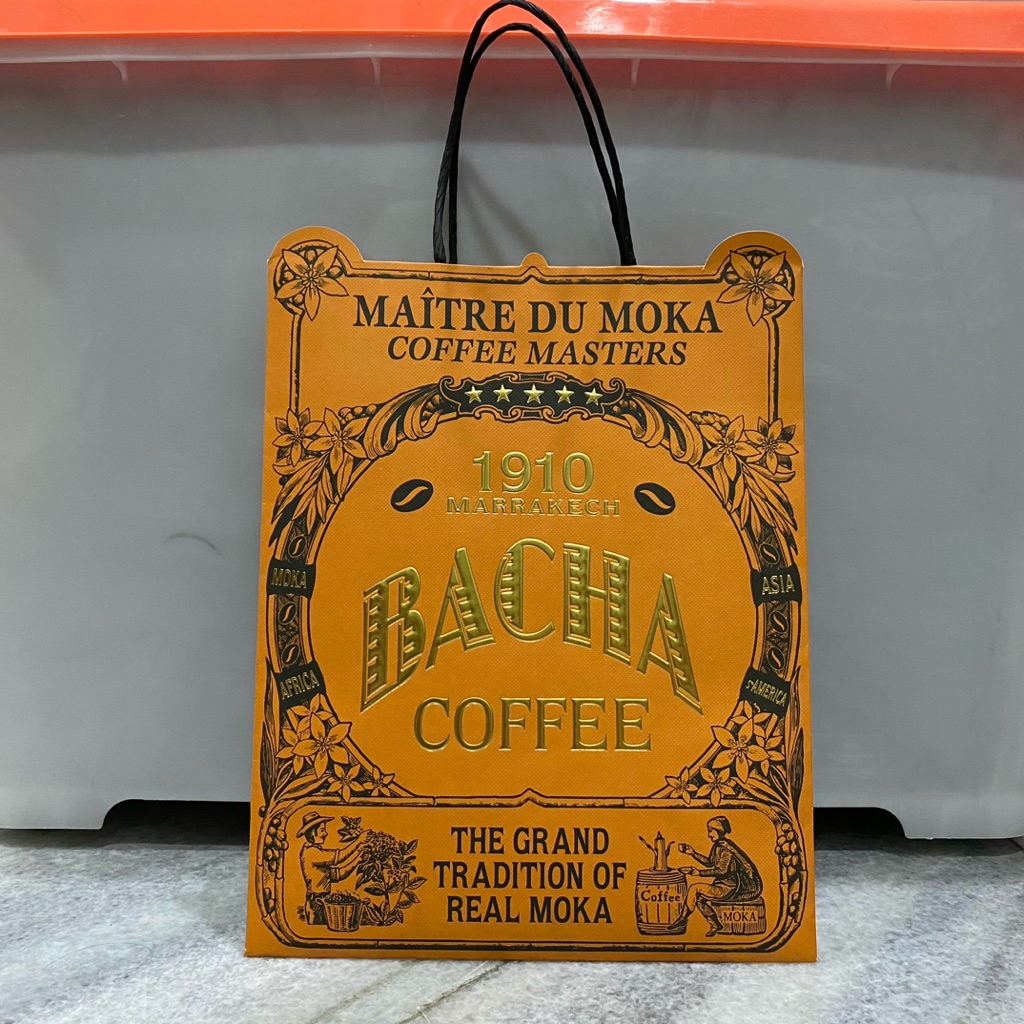 MAÎTRE DU MOKA
COFFEE MASTERS
1910
MARRAKECH
BACHA
COFFEE
MOKA
ASIA
AFRICA
S. AMERICA
THE GRAND
TRADITION OF
REAL MOKA
Coffee
MOKA